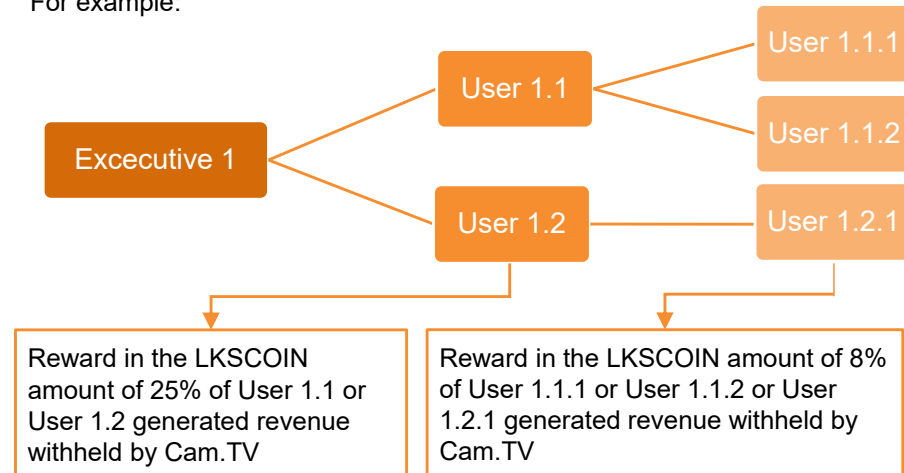 For example:
User 1.1.1
User 1.1
User 1.1.2
Excecutive 1
User 1.2
User 1.2.1
Reward in the LKSCOIN
amount of 25% of User 1.1 or
User 1.2 generated revenue
withheld by Cam.TV
Reward in the LKSCOIN amount of 8%
of User 1.1.1 or User 1.1.2 or User
1.2.1 generated revenue withheld by
Cam.TV